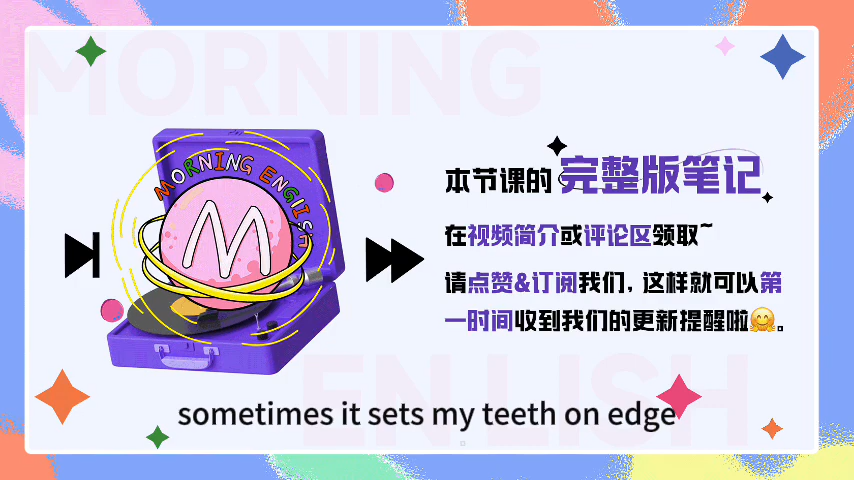 MORNING
MORNING ENGLISH
M
本节课的 完整版笔记
在视频简介或评论区领取~
请点赞&订阅我们, 这样就可以第
一时间收到我们的更新提醒啦🤗。
EN LISH
sometimes it sets my teeth on edge